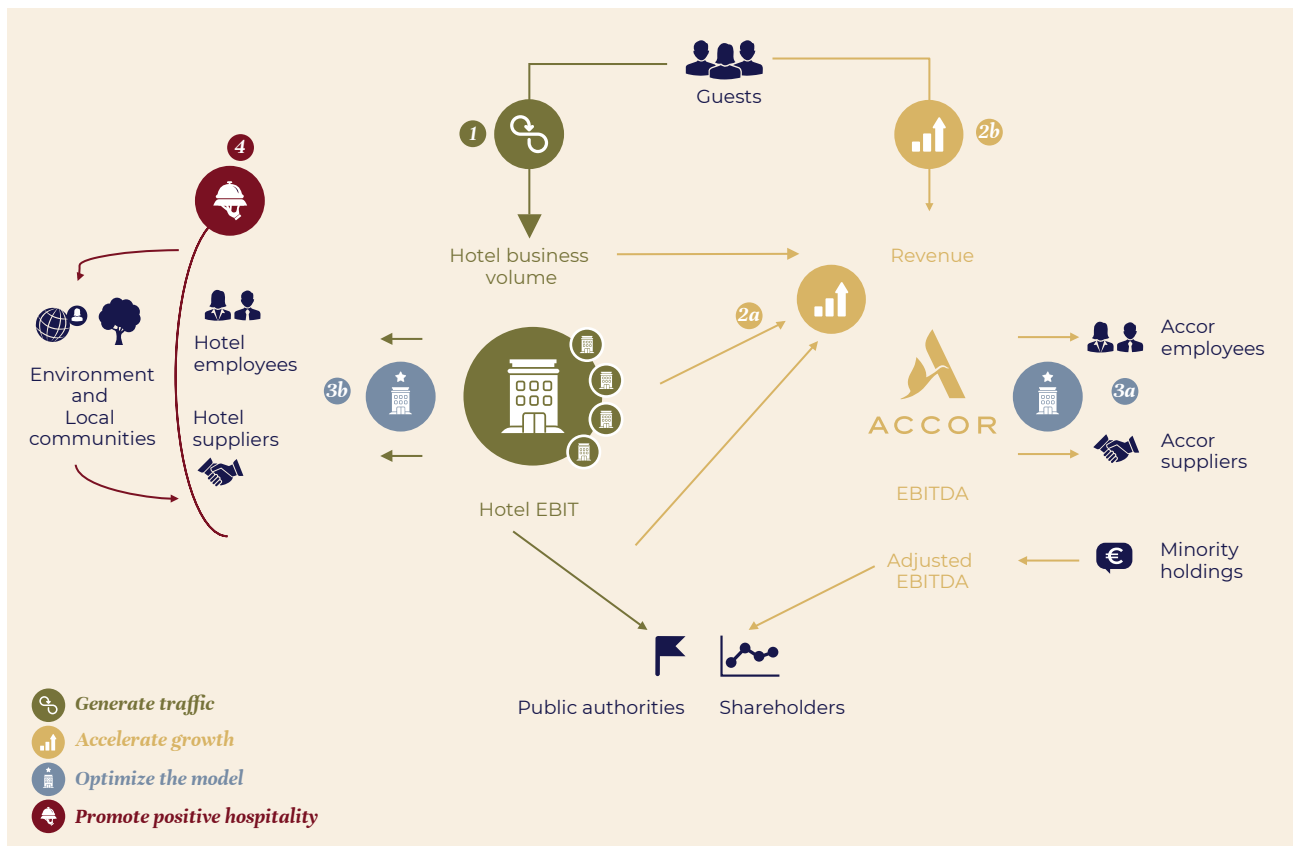 Guests
1
2b
4
Hotel business
volume
Revenue
2a
Hotel
employees
Accor
employees
Environment
and
Local
communities
3b
3a
Hotel
suppliers
ACCOR
Accor
suppliers
EBITDA
Hotel EBIT
Adjusted
EBITDA
€
Minority
holdings
Public authorities
Shareholders
Generate traffic
Accelerate growth
Optimize the model
Promote positive hospitality